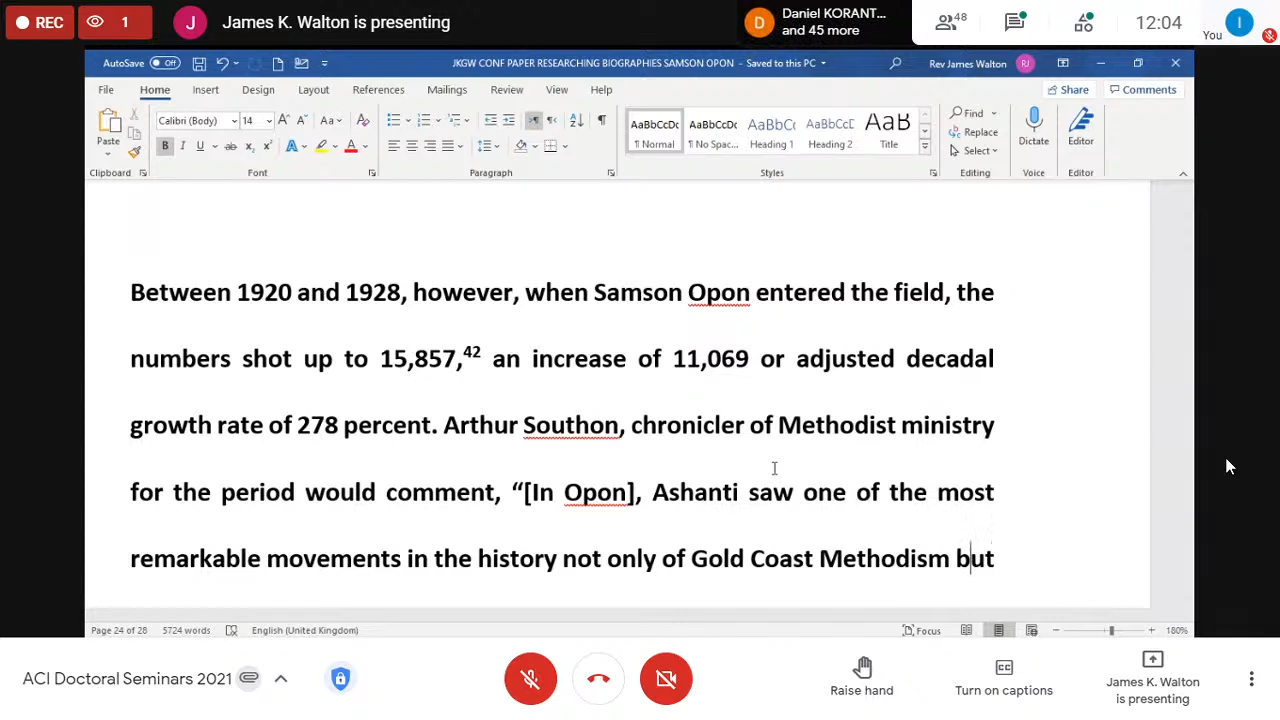 REC
1
J
James K. Walton is presenting
D
Daniel KORANT...
and 45 more
48
12:04
You
I
AutoSave
Off
JKGW CONF PAPER RESEARCHING BIOGRAPHIES SAMSON OPON - Saved to this PC
Rev James Walton
RJ
File
Home
Insert
Design
Layout
References
Mailings
Review
View
Help
Share
Comments
Paste
Calibri (Body)
14
AaBbCcDc
AaBbCcDc
AaBbCc
AaBbCcD
AaB
¶ Normal
¶ No Spac...
Heading 1
Heading 2
Title
Find
Replace
Select
Dictate
Editor
Clipboard
Font
Paragraph
Styles
Editing
Voice
Editor
Between 1920 and 1928, however, when Samson Opon entered the field, the
numbers shot up to 15,857,42 an increase of 11,069 or adjusted decadal
growth rate of 278 percent. Arthur Southon, chronicler of Methodist ministry
for the period would comment, “[In Opon], Ashanti saw one of the most
remarkable movements in the history not only of Gold Coast Methodism but
Page 24 of 28
5724 words
English (United Kingdom)
Focus
180%
ACI Doctoral Seminars 2021
Raise hand
CC
Turn on captions
James K. Walton
is presenting